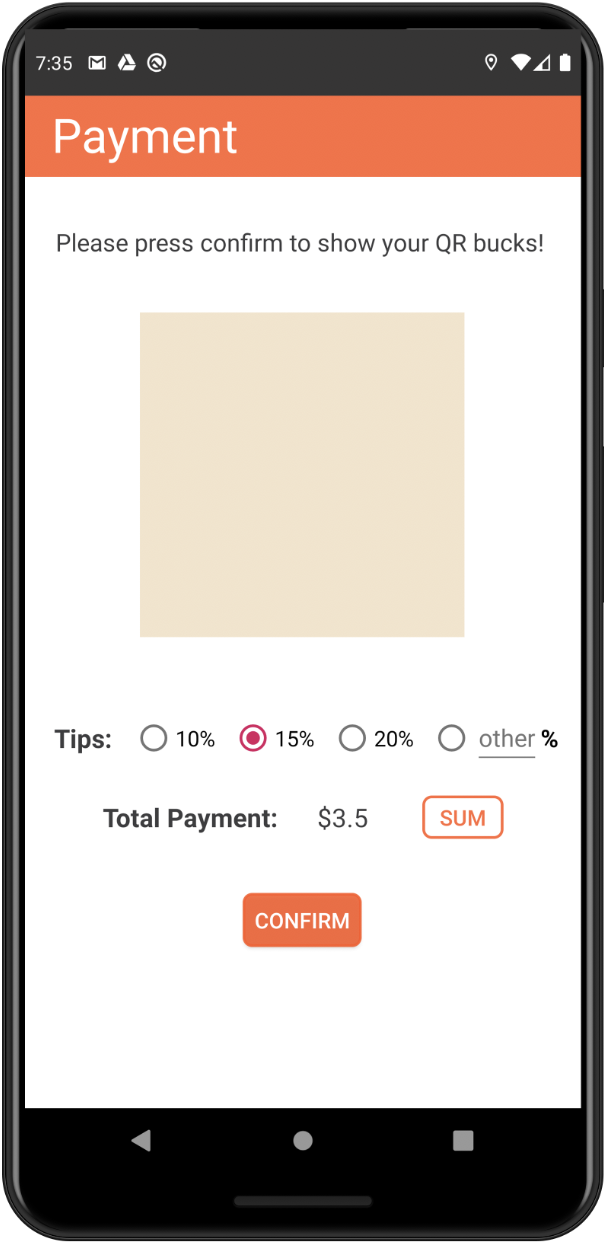 7:35
Payment
Please press confirm to show your QR bucks!
Tips: 10% 15% 20% other %
Total Payment: $3.5 SUM
CONFIRM